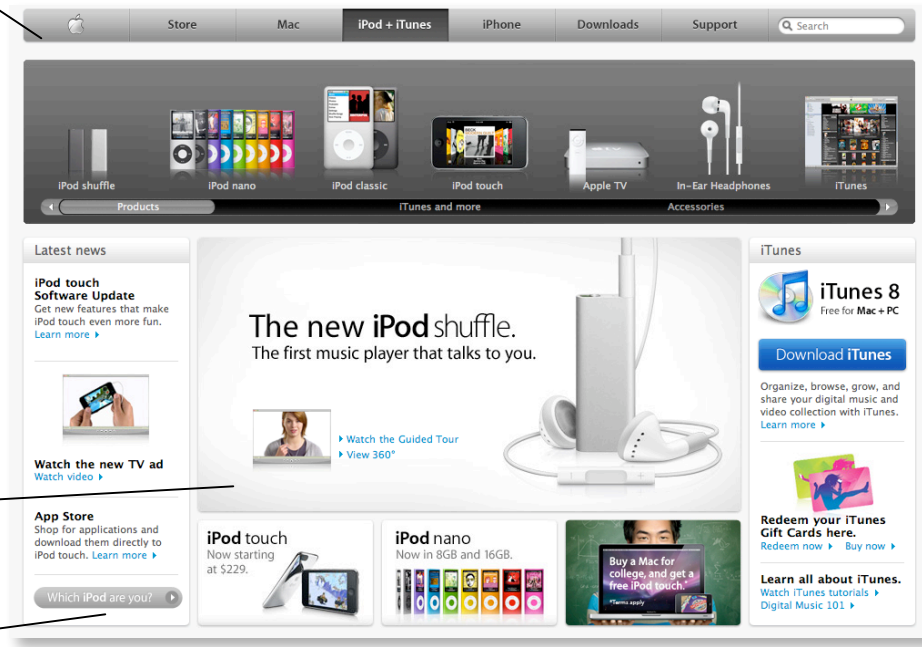 Store Mac iPod + iTunes iPhone Downloads Support Search
iPod shuffle iPod nano iPod classic iPod touch Apple TV In-Ear Headphones iTunes
Products iTunes and more Accessories
Latest news
iPod touch
Software Update
Get new features that make
iPod touch even more fun.
Learn more
Watch the new TV ad
Watch video
App Store
Shop for applications and
download them directly to
iPod touch. Learn more
Which iPod are you?
The new iPod shuffle.
The first music player that talks to you.
Watch the Guided Tour
View 360°
iPod touch
Now starting
at $229.
iPod nano
Now in 8GB and 16GB.
Buy a Mac for
college, and get a
free iPod touch.*
*Terms apply
iTunes
iTunes 8
Free for Mac + PC
Download iTunes
Organize, browse, grow, and
share your digital music and
video collection with iTunes.
Learn more
Redeem your iTunes
Gift Cards here.
Redeem now Buy now
Learn all about iTunes.
Watch iTunes tutorials
Digital Music 101